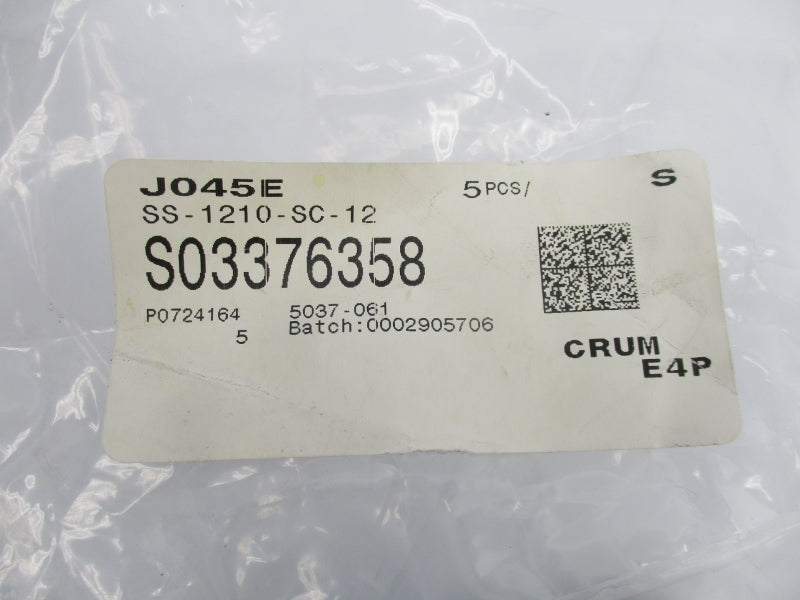 J045E 5PCS/ S
SS-1210-SC-12
S03376358
P0724164 5037-061
5 Batch:0002905706
CRUM
E4P